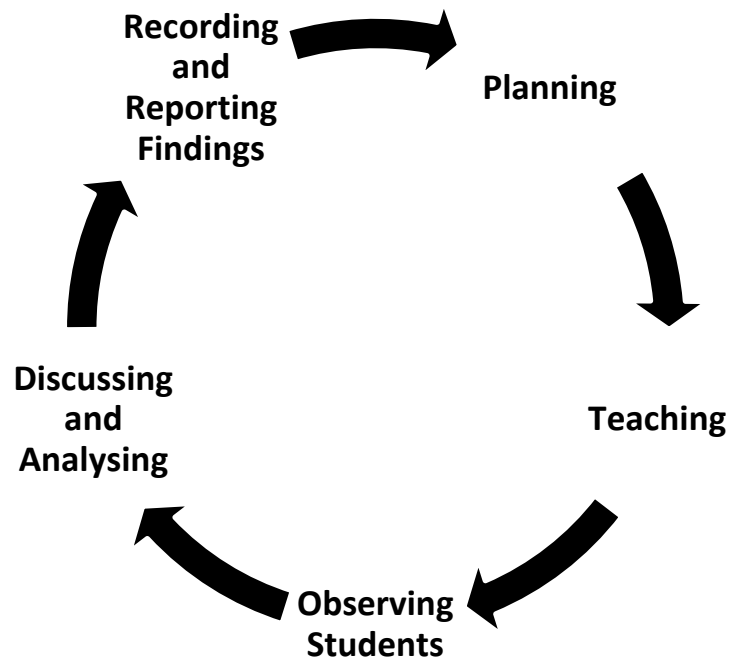 Recording
and
Reporting
Findings
Planning
Teaching
Observing
Students
Discussing
and
Analysing